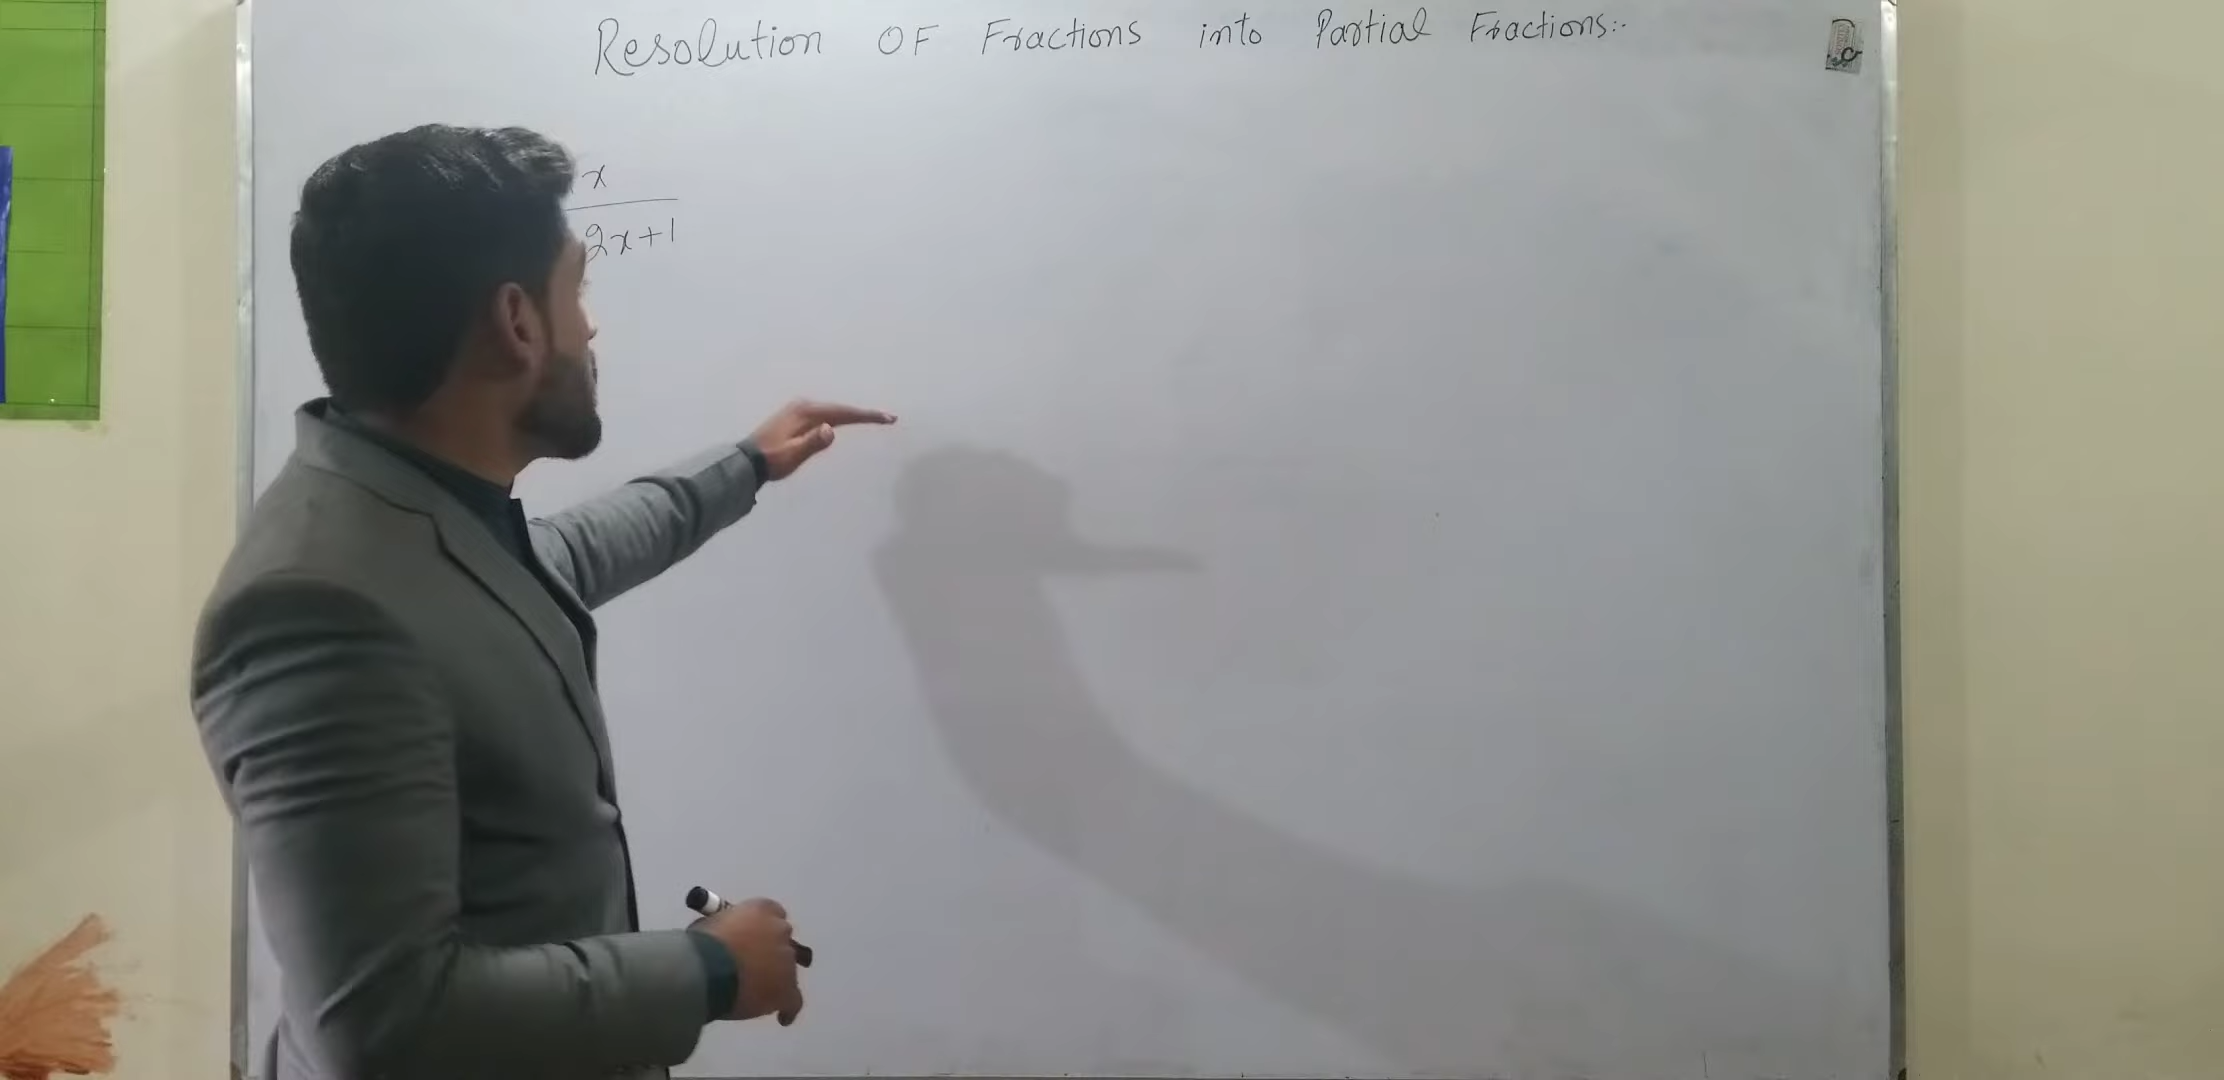 Resolution OF Fractions into Partial Fractions:-
x
2x+1